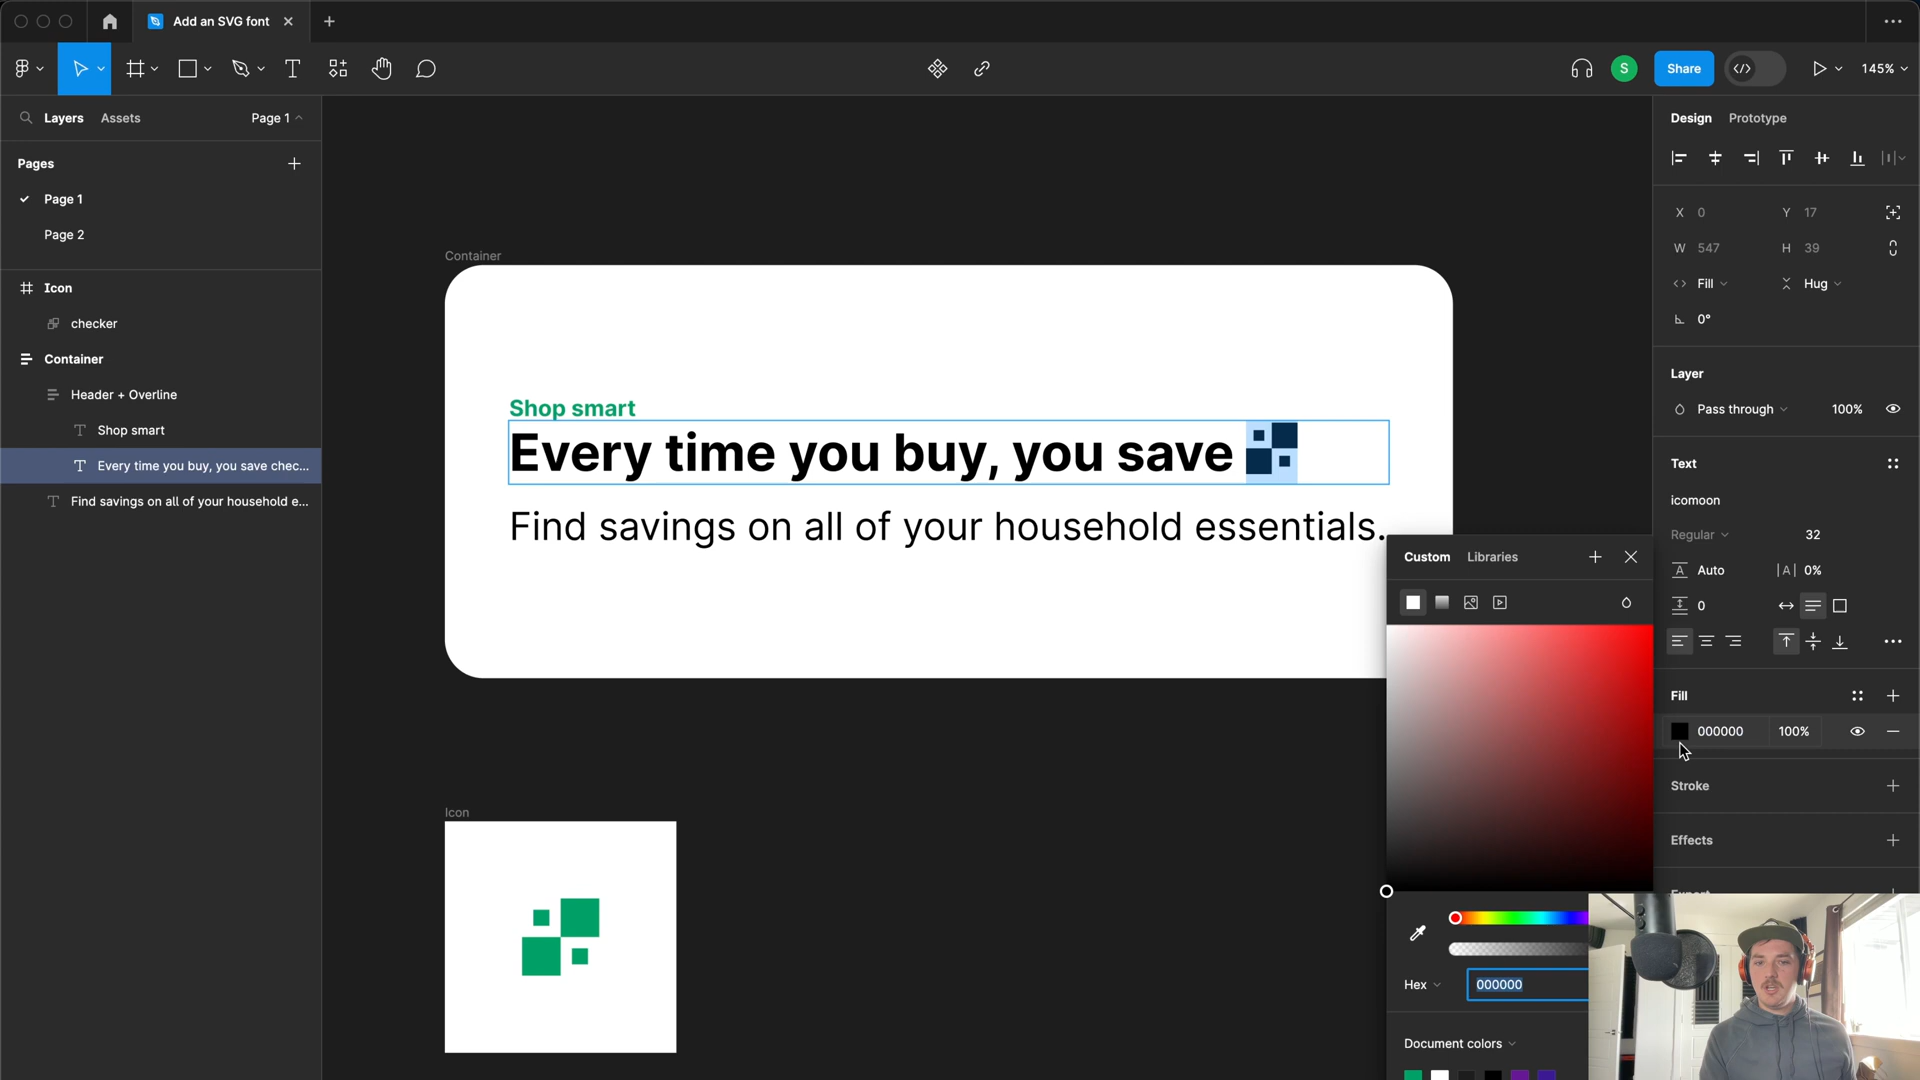 Add an SVG font
S
Share
145%
Layers
Assets
Page 1
Pages
Page 1
Page 2
Icon
checker
Container
Header + Overline
Shop smart
Every time you buy, you save chec...
Find savings on all of your household e...
Container
Shop smart
Every time you buy, you save
Find savings on all of your household essentials.
Icon
Custom
Libraries
Hex
000000
Document colors
Design
Prototype
X 0
Y 17
W 547
H 39
Fill
Hug
0°
Layer
Pass through
100%
Text
icomoon
Regular
32
Auto
0%
0
Fill
000000
100%
Stroke
Effects